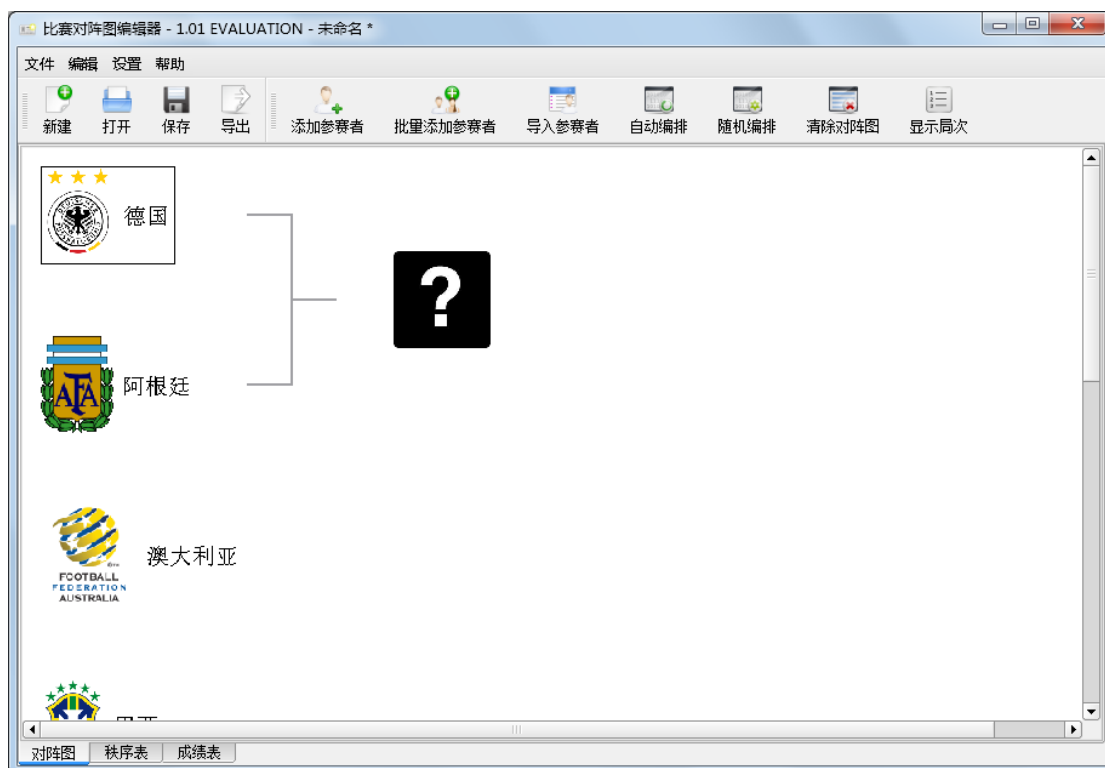 比赛对阵图编辑器 - 1.01 EVALUATION - 未命名 *
文件 编辑 设置 帮助
新建 打开 保存 导出 添加参赛者 批量添加参赛者 导入参赛者 自动编排 随机编排 清除对阵图 显示局次
德国
?
AFA
阿根廷
澳大利亚
FOOTBALL
FEDERATION
AUSTRALIA
对阵图 秩序表 成绩表